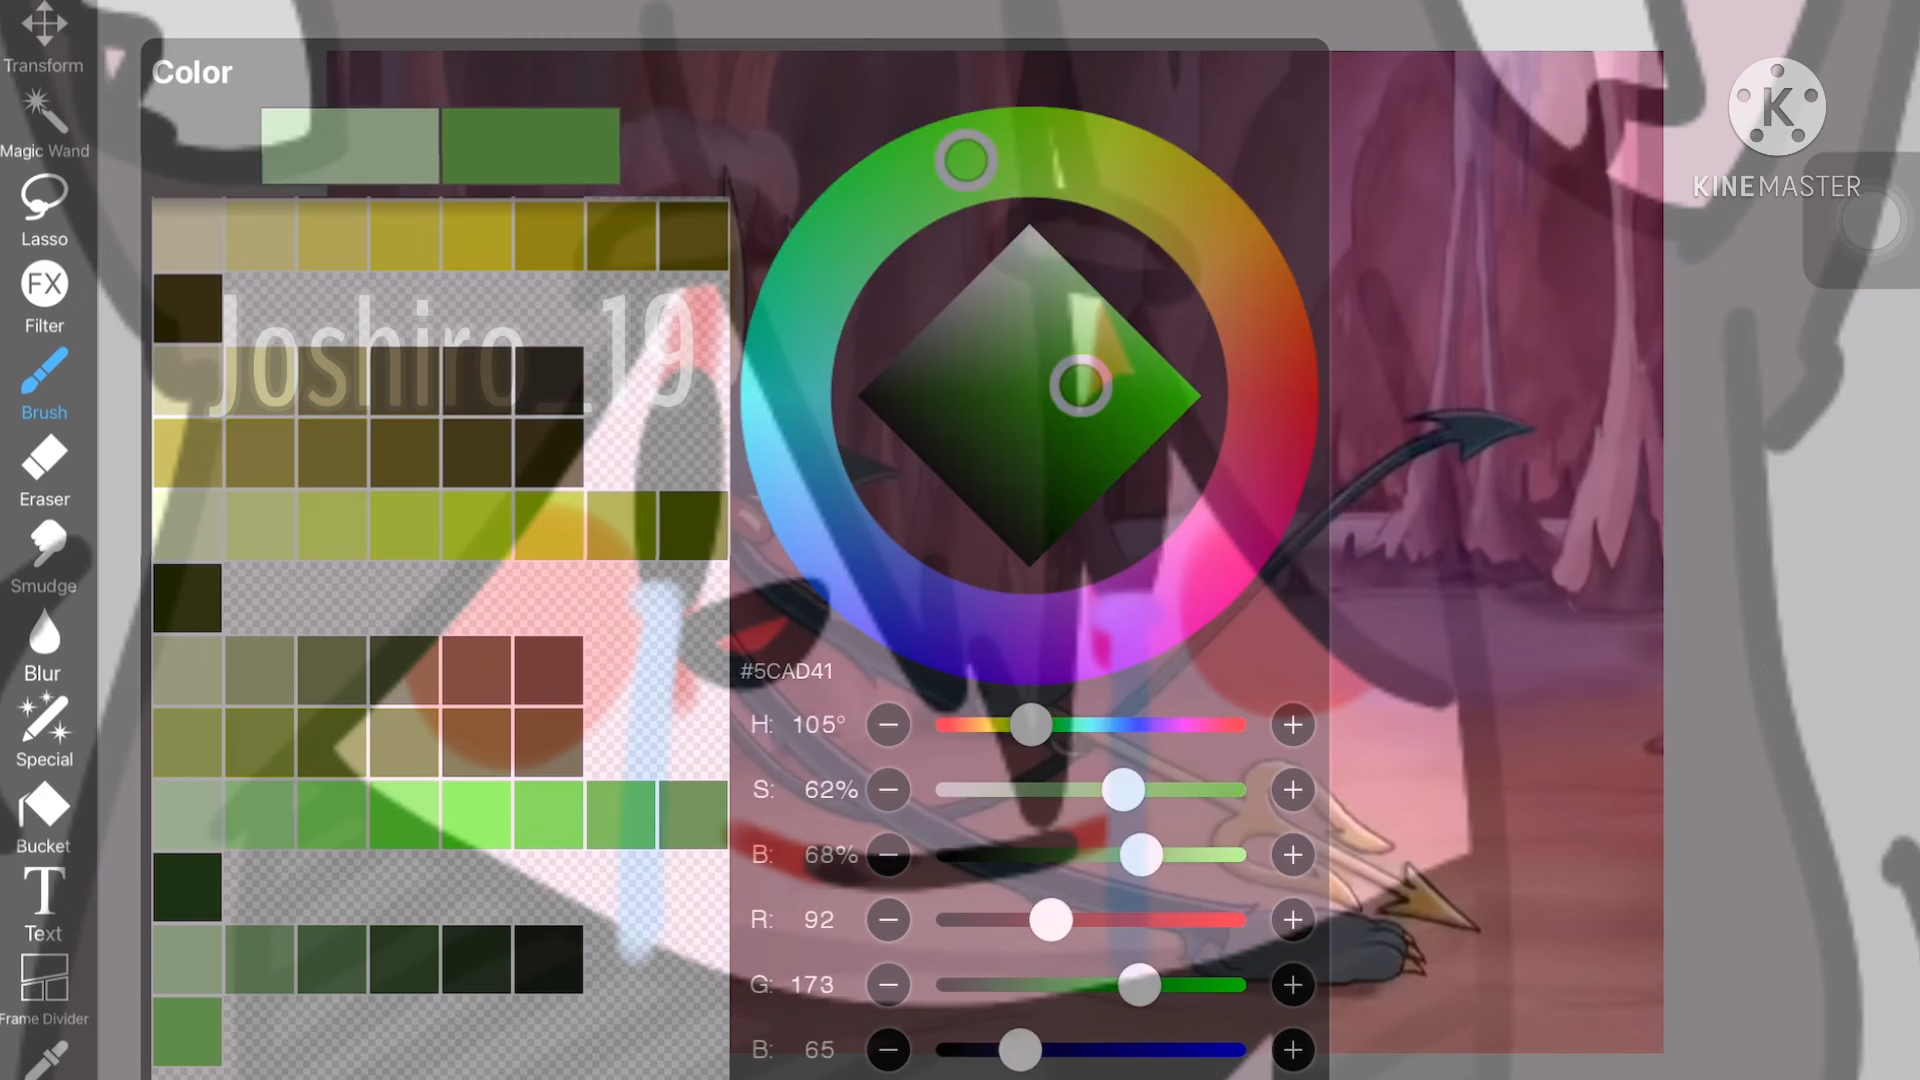 Transform
Color
Magic Wand
KINEMASTER
Lasso
FX
Filter
Joshiro_19
Brush
Eraser
Smudge
Blur
#5CAD41
H: 105°
Special
S: 62%
Bucket
B: 68%
Text
R: 92
G: 173
Frame Divider
B: 65